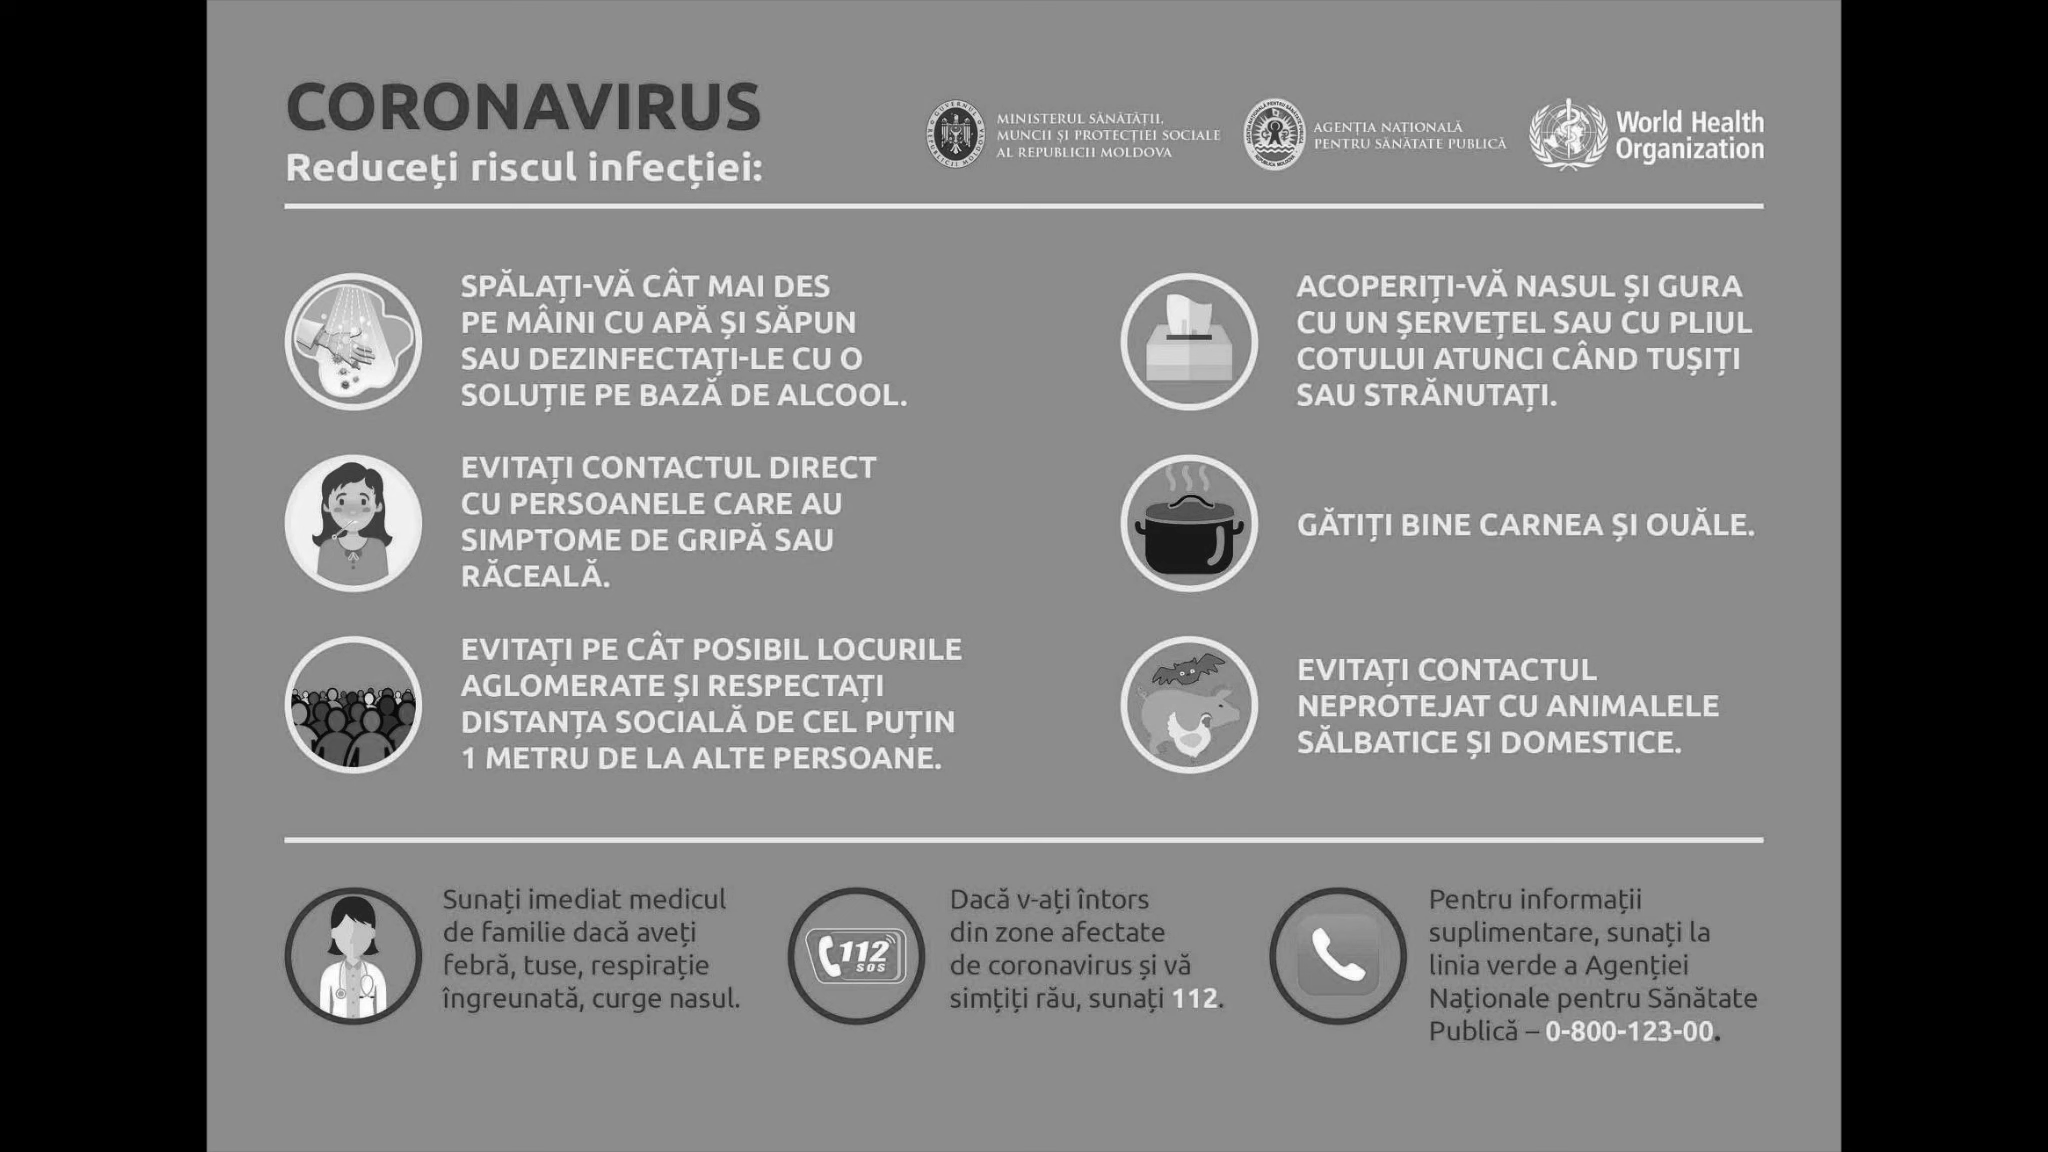 CORONAVIRUS
Reduceți riscul infecției:
MINISTERUL SĂNĂTĂȚII,
MUNCII ȘI PROTECȚIEI SOCIALE
AL REPUBLICII MOLDOVA
AGENȚIA NAȚIONALĂ
PENTRU SĂNĂTATE PUBLICĂ
World Health
Organization
SPĂLAȚI-VĂ CÂT MAI DES
PE MÂINI CU APĂ ȘI SĂPUN
SAU DEZINFECTAȚI-LE CU O
SOLUȚIE PE BAZĂ DE ALCOOL.
ACOPERIȚI-VĂ NASUL ȘI GURA
CU UN ȘERVEȚEL SAU CU PLIUL
COTULUI ATUNCI CÂND TUȘIȚI
SAU STRĂNUTAȚI.
EVITAȚI CONTACTUL DIRECT
CU PERSOANELE CARE AU
SIMPTOME DE GRIPĂ SAU
RĂCEALĂ.
GĂTIȚI BINE CARNEA ȘI OUĂLE.
EVITAȚI PE CÂT POSIBIL LOCURILE
AGLOMERATE ȘI RESPECTAȚI
DISTANȚA SOCIALĂ DE CEL PUȚIN
1 METRU DE LA ALTE PERSOANE.
EVITAȚI CONTACTUL
NEPROTEJAT CU ANIMALELE
SĂLBATICE ȘI DOMESTICE.
Sunați imediat medicul
de familie dacă aveți
febră, tuse, respirație
îngreunată, curge nasul.
112
SOS
Dacă v-ați întors
din zone afectate
de coronavirus și vă
simțiți rău, sunați 112.
Pentru informații
suplimentare, sunați la
linia verde a Agenției
Naționale pentru Sănătate
Publică – 0-800-123-00.